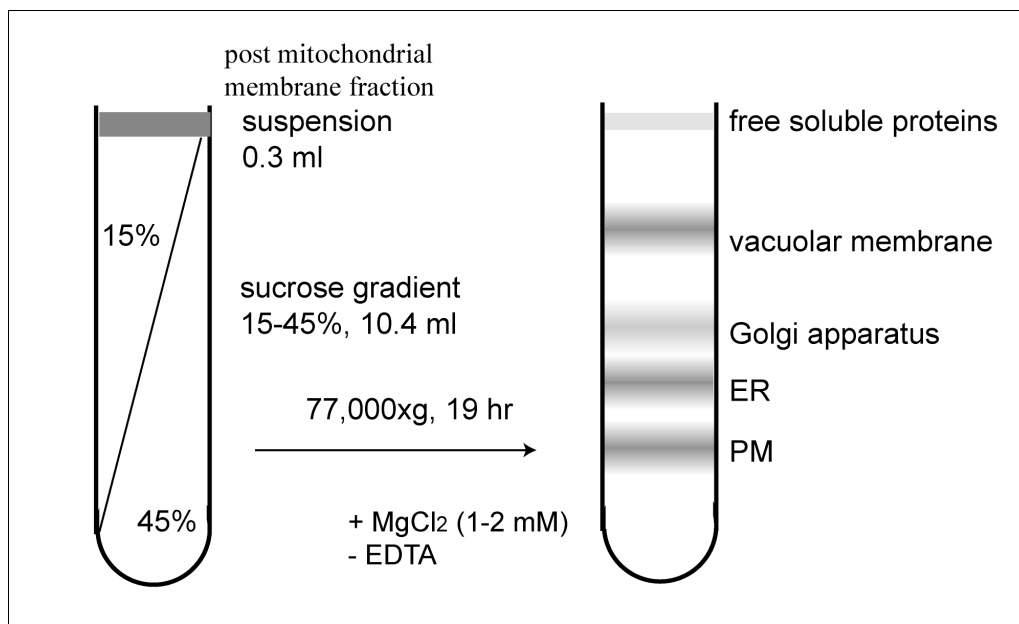 post mitochondrial
membrane fraction
suspension
0.3 ml
15%
sucrose gradient
15-45%, 10.4 ml
77,000xg, 19 hr
45%
+ MgCl2 (1-2 mM)
- EDTA
free soluble proteins
vacuolar membrane
Golgi apparatus
ER
PM